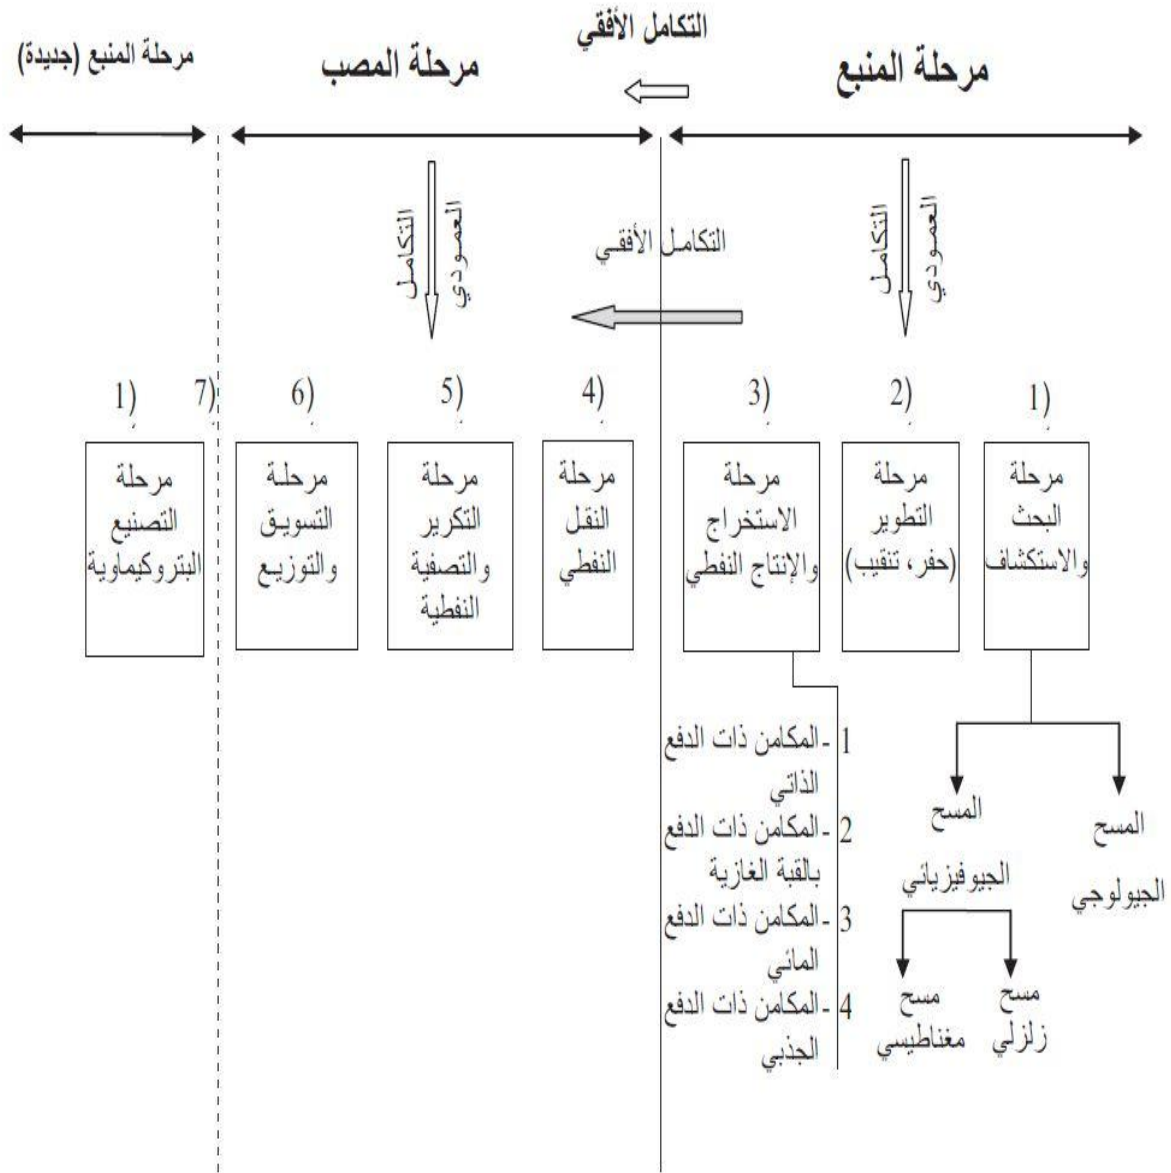 التكامل الأفقي
مرحلة المنبع
مرحلة المصب
مرحلة المنبع (جديدة)
التكامل
العمودي
التكامل الأفقي
التكامل
العمودي
1)
2)
3)
4)
5)
6)
7)
1)
مرحلة
البحث
والاستكشاف
مرحلة
التطوير
(حفر، تنقيب)
مرحلة
الاستخراج
والإنتاج النفطي
مرحلة
النقل
النفطي
مرحلة
التكرير
والتصفية
النفطية
مرحلة
التسويق
والتوزيع
مرحلة
التصنيع
البتروكيماوية
المسح
الجيولوجي
المسح
الجيوفيزيائي
مسح
زلزلي
مسح
مغناطيسي
1 - المكامن ذات الدفع
الذاتي
2 - المكامن ذات الدفع
بالقبة الغازية
3 - المكامن ذات الدفع
المائي
4 - المكامن ذات الدفع
الجذبي